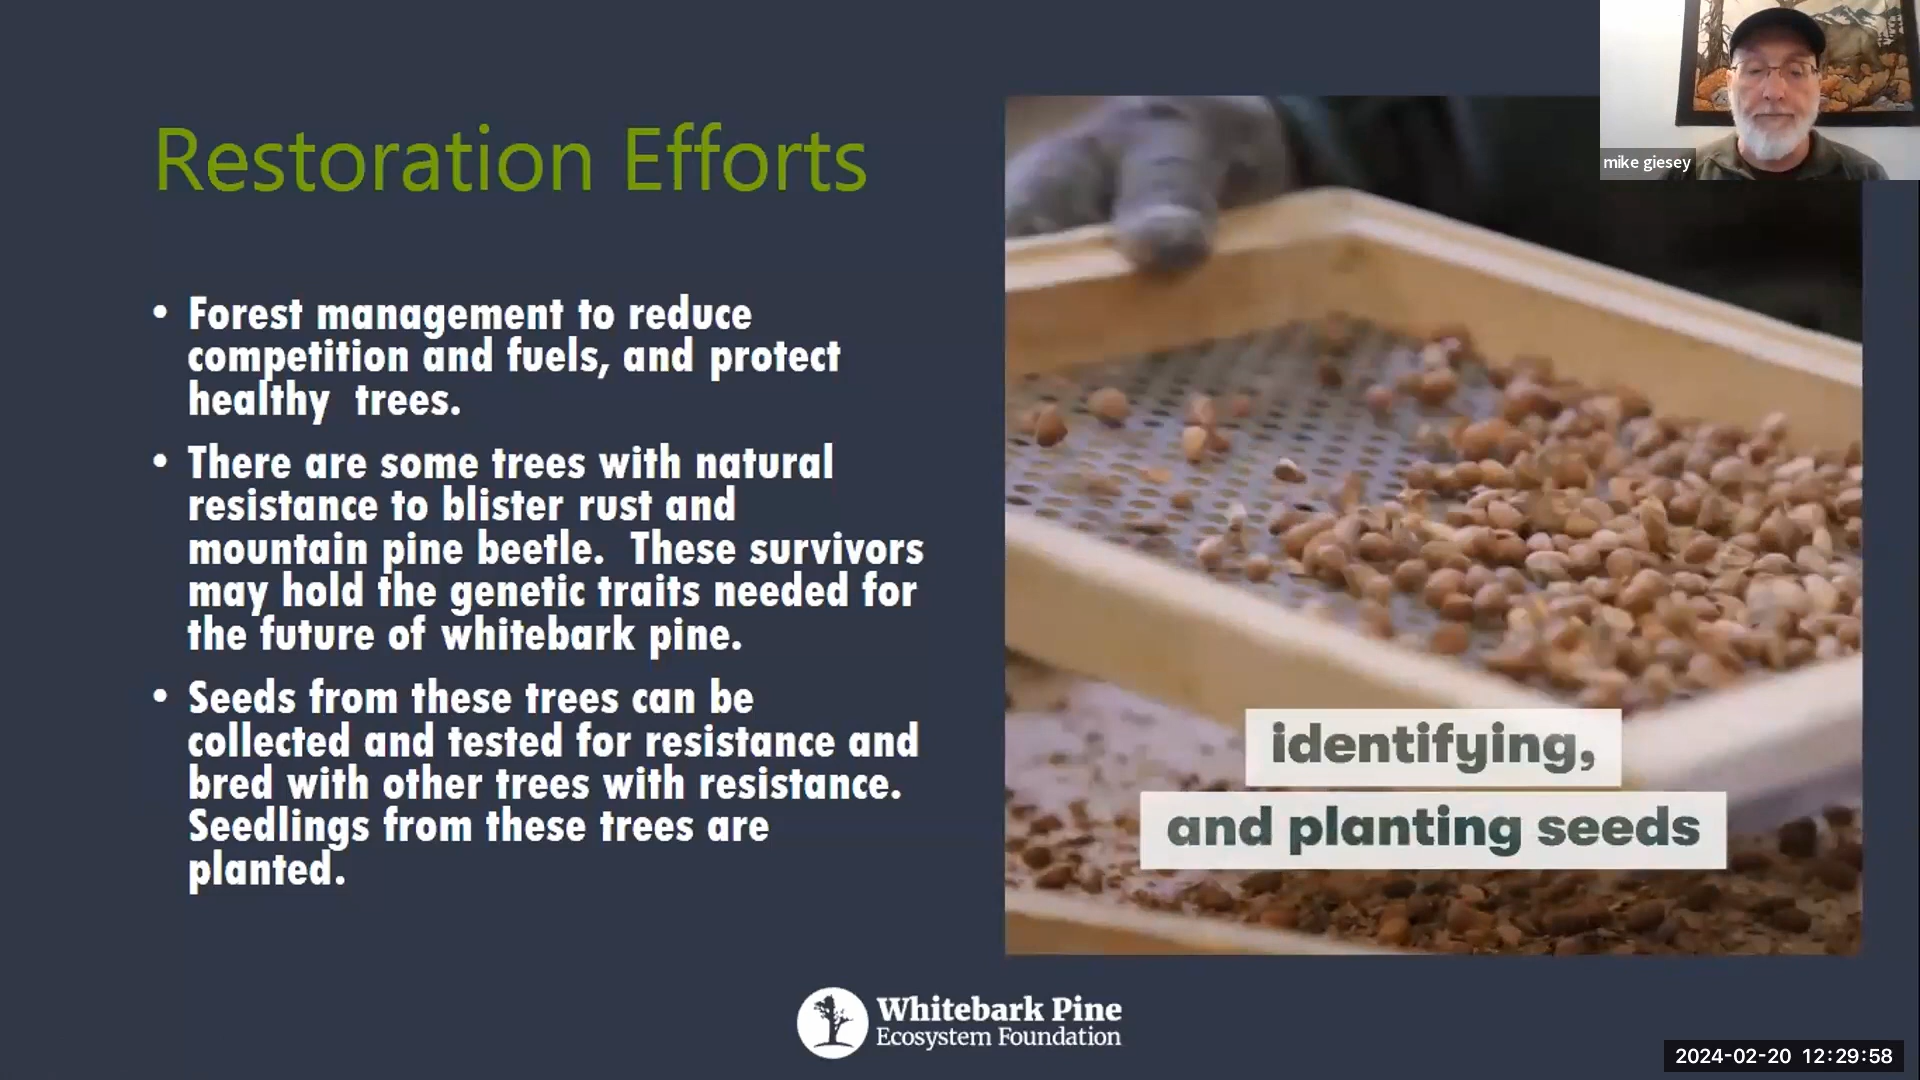 mike giesey
Restoration Efforts
• Forest management to reduce
competition and fuels, and protect
healthy  trees.
• There are some trees with natural
resistance to blister rust and
mountain pine beetle.  These survivors
may hold the genetic traits needed for
the future of whitebark pine.
• Seeds from these trees can be
collected and tested for resistance and
bred with other trees with resistance.
Seedlings from these trees are
planted.
identifying,
and planting seeds
Whitebark Pine
Ecosystem Foundation
2024-02-20 12:29:58